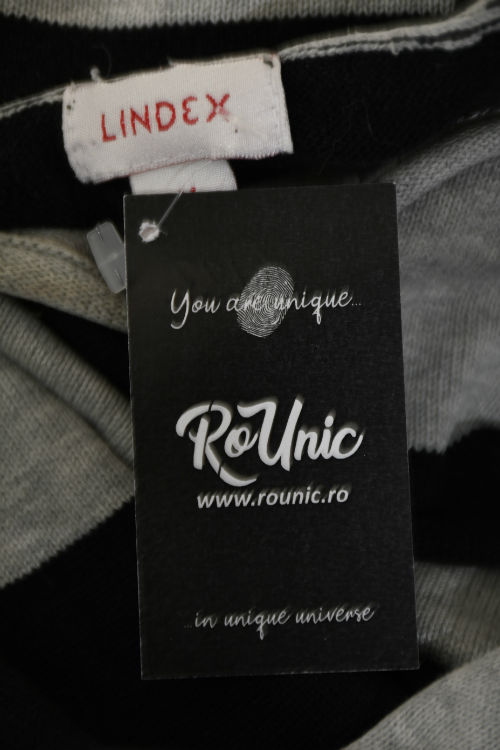 LINDEX
You are unique...
RoUnic
www.rounic.ro
...in unique universe